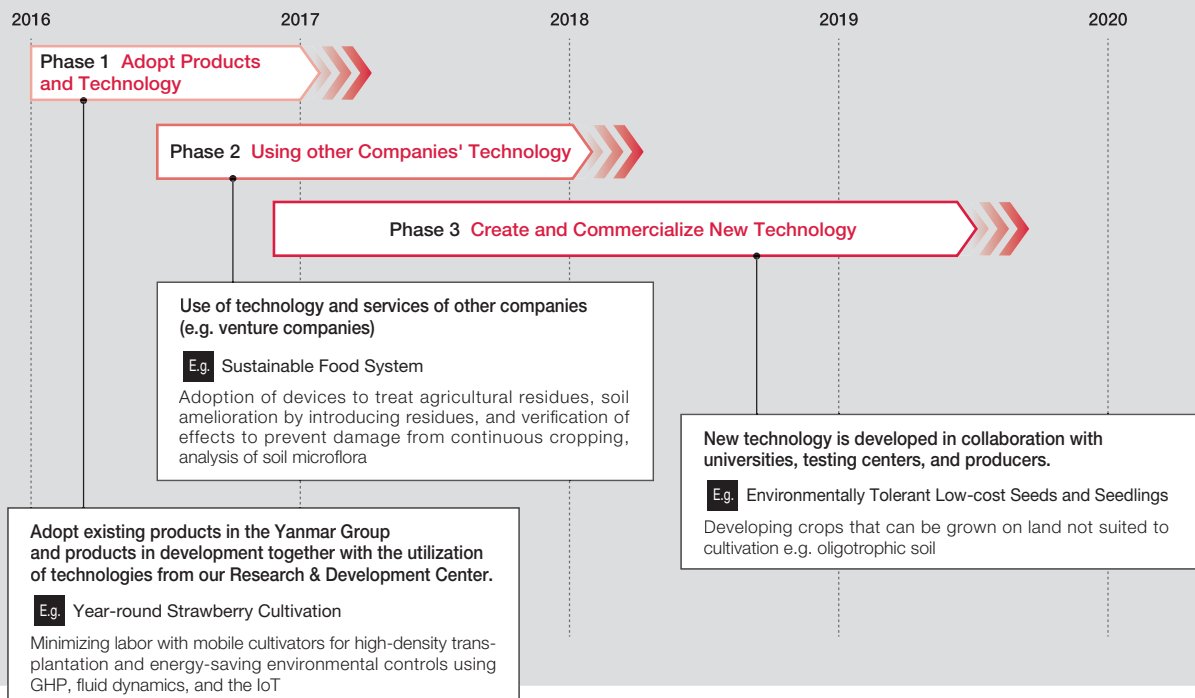 2016 2017 2018 2019 2020
Phase 1 Adopt Products
and Technology
Phase 2 Using other Companies' Technology
Phase 3 Create and Commercialize New Technology
Use of technology and services of other companies
(e.g. venture companies)
E.g. Sustainable Food System
Adoption of devices to treat agricultural residues, soil
amelioration by introducing residues, and verification of
effects to prevent damage from continuous cropping,
analysis of soil microflora
New technology is developed in collaboration with
universities, testing centers, and producers.
E.g. Environmentally Tolerant Low-cost Seeds and Seedlings
Developing crops that can be grown on land not suited to
cultivation e.g. oligotrophic soil
Adopt existing products in the Yanmar Group
and products in development together with the utilization
of technologies from our Research & Development Center.
E.g. Year-round Strawberry Cultivation
Minimizing labor with mobile cultivators for high-density trans-
plantation and energy-saving environmental controls using
GHP, fluid dynamics, and the IoT